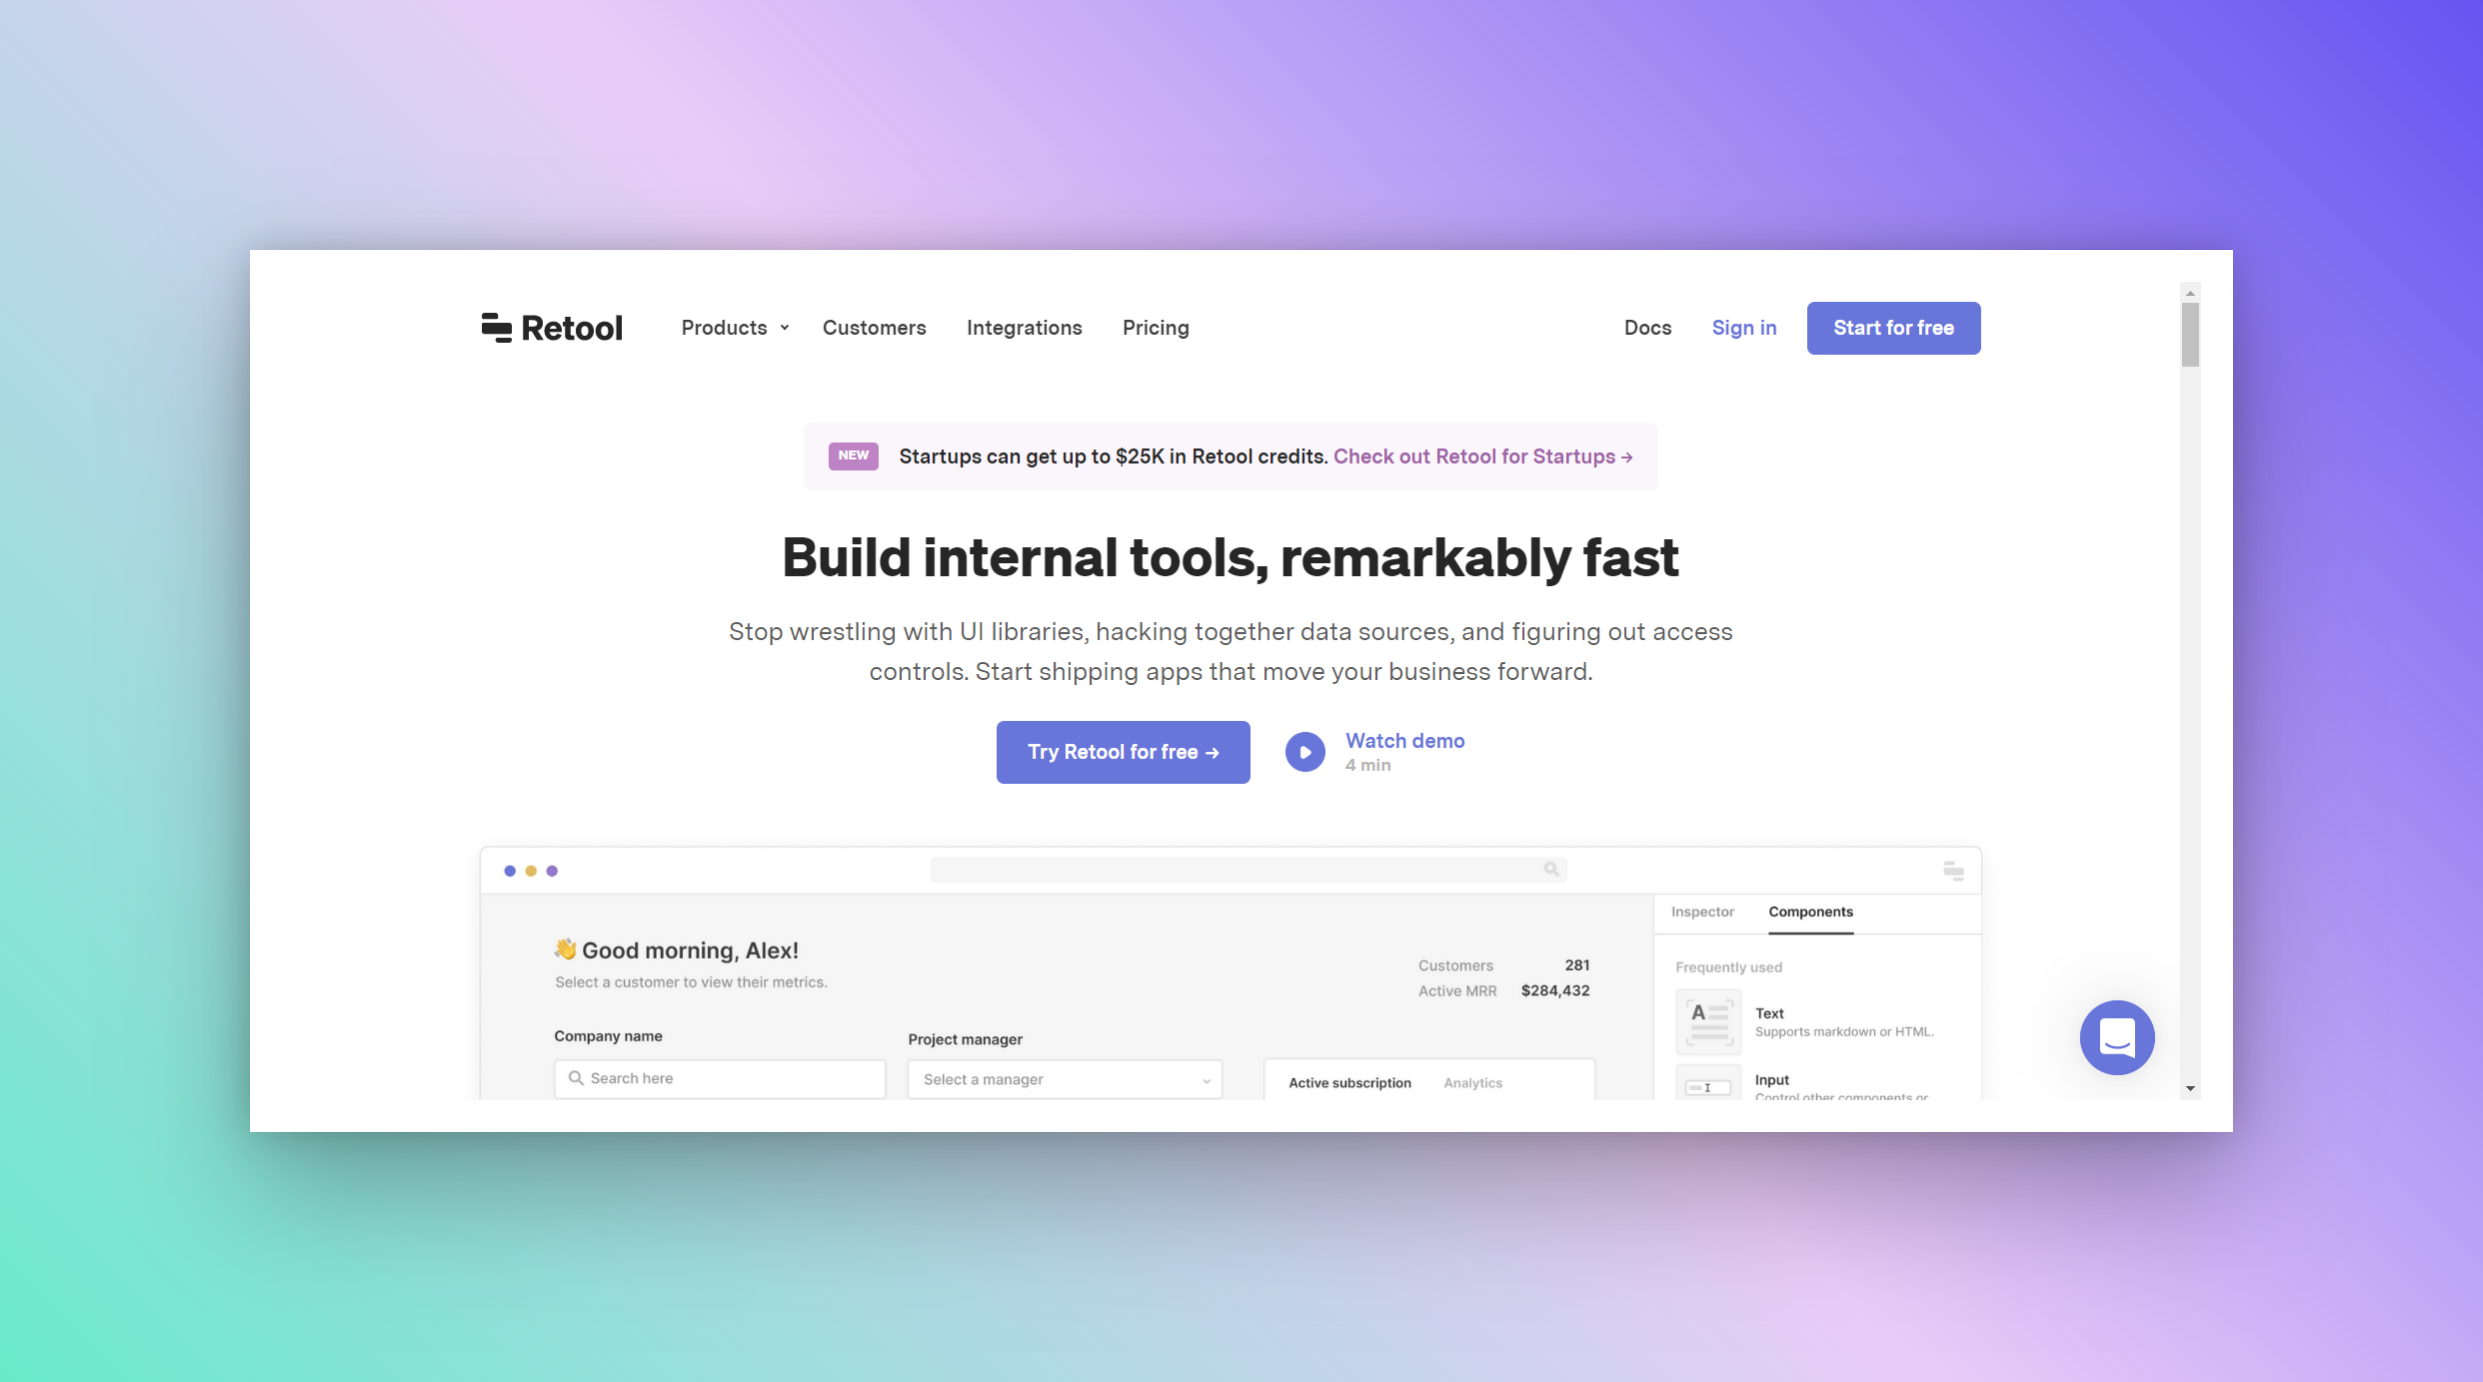 Retool
Products
Customers
Integrations
Pricing
Docs
Sign in
Start for free
NEW
Startups can get up to $25K in Retool credits. Check out Retool for Startups →
Build internal tools, remarkably fast
Stop wrestling with UI libraries, hacking together data sources, and figuring out access
controls. Start shipping apps that move your business forward.
Try Retool for free →
Watch demo
4 min
👋 Good morning, Alex!
Select a customer to view their metrics.
Customers 281
Active MRR $284,432
Company name
Search here
Project manager
Select a manager
Active subscription
Analytics
Inspector
Components
Frequently used
A
Text
Supports markdown or HTML.
Input
Control other components or